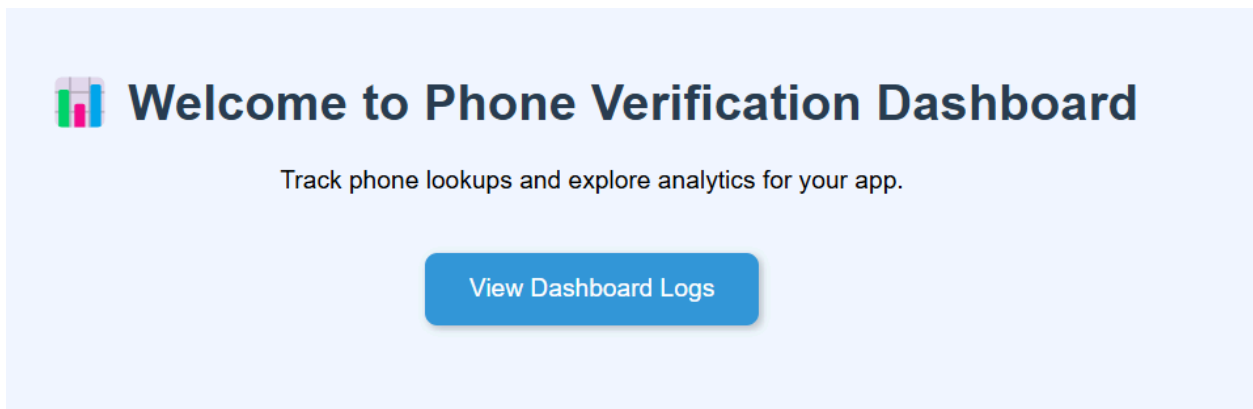 Welcome to Phone Verification Dashboard
Track phone lookups and explore analytics for your app.
View Dashboard Logs